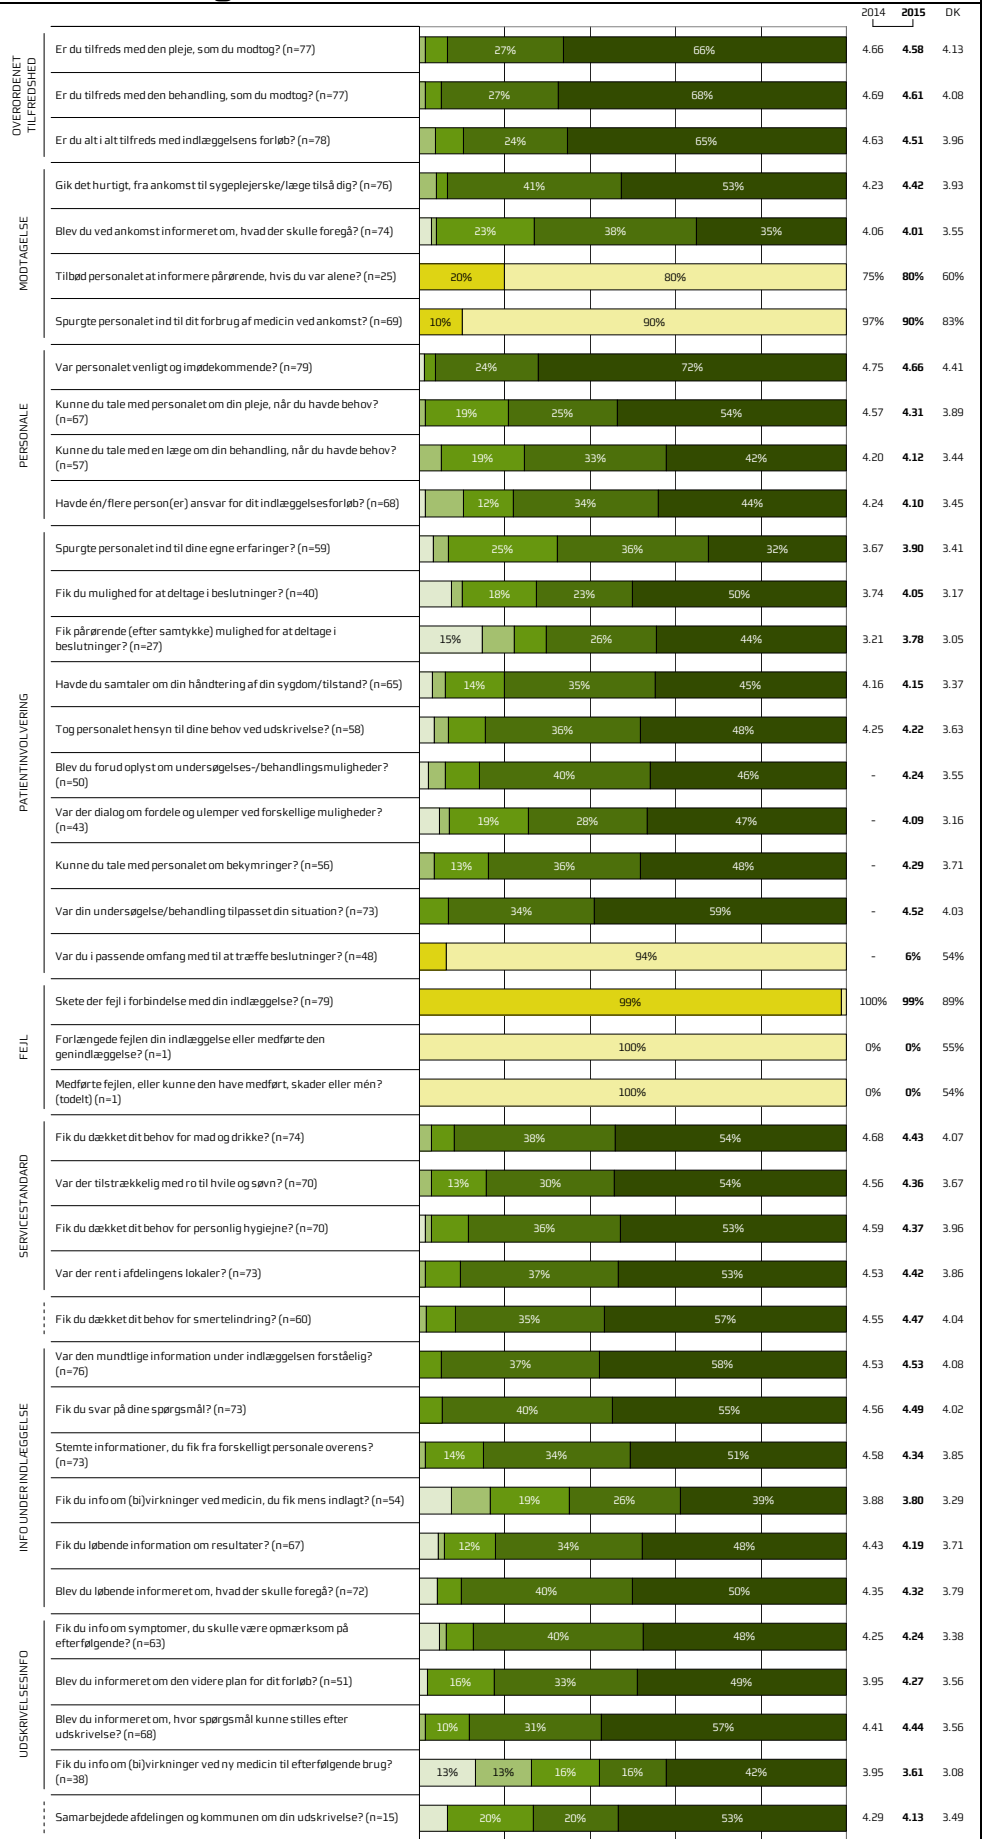 2014 2015 DK
OVERORDENET TILFREDSHED
Er du tilfreds med den pleje, som du modtog? (n=77) 27% 66% 4.66 4.58 4.13
Er du tilfreds med den behandling, som du modtog? (n=77) 27% 68% 4.69 4.61 4.08
Er du alt i alt tilfreds med indlæggelsens forløb? (n=78) 24% 65% 4.63 4.51 3.96
MODTAGELSE
Gik det hurtigt, fra ankomst til sygeplejerske/læge tilså dig? (n=76) 41% 53% 4.23 4.42 3.93
Blev du ved ankomst informeret om, hvad der skulle foregå? (n=74) 23% 38% 35% 4.06 4.01 3.55
Tilbød personalet at informere pårørende, hvis du var alene? (n=25) 20% 80% 75% 80% 60%
Spurgte personalet ind til dit forbrug af medicin ved ankomst? (n=69) 10% 90% 97% 90% 83%
PERSONALE
Var personalet venligt og imødekommende? (n=79) 24% 72% 4.75 4.66 4.41
Kunne du tale med personalet om din pleje, når du havde behov?
(n=67) 19% 25% 54% 4.57 4.31 3.89
Kunne du tale med en læge om din behandling, når du havde behov?
(n=57) 19% 33% 42% 4.20 4.12 3.44
Havde én/flere person(er) ansvar for dit indlæggelsesforløb? (n=68) 12% 34% 44% 4.24 4.10 3.45
PATIENTINVOLVERING
Spurgte personalet ind til dine egne erfaringer? (n=59) 25% 36% 32% 3.67 3.90 3.41
Fik du mulighed for at deltage i beslutninger? (n=40) 18% 23% 50% 3.74 4.05 3.17
Fik pårørende (efter samtykke) mulighed for at deltage i
beslutninger? (n=27) 15% 26% 44% 3.21 3.78 3.05
Havde du samtaler om din håndtering af din sygdom/tilstand? (n=65) 14% 35% 45% 4.16 4.15 3.37
Tog personalet hensyn til dine behov ved udskrivelse? (n=58) 36% 48% 4.25 4.22 3.63
Blev du forud oplyst om undersøgelses-/behandlingsmuligheder?
(n=50) 40% 46% - 4.24 3.55
Var der dialog om fordele og ulemper ved forskellige muligheder?
(n=43) 19% 28% 47% - 4.09 3.16
Kunne du tale med personalet om bekymringer? (n=56) 13% 36% 48% - 4.29 3.71
Var din undersøgelse/behandling tilpasset din situation? (n=73) 34% 59% - 4.52 4.03
Var du i passende omfang med til at træffe beslutninger? (n=48) 94% - 6% 54%
FEJL
Skete der fejl i forbindelse med din indlæggelse? (n=79) 99% 100% 99% 89%
Forlængede fejlen din indlæggelse eller medførte den
genindlæggelse? (n=1) 100% 0% 0% 55%
Medførte fejlen, eller kunne den have medført, skader eller mén?
(todelt) (n=1) 100% 0% 0% 54%
SERVICESTANDARD
Fik du dækket dit behov for mad og drikke? (n=74) 38% 54% 4.68 4.43 4.07
Var der tilstrækkelig med ro til hvile og søvn? (n=70) 13% 30% 54% 4.56 4.36 3.67
Fik du dækket dit behov for personlig hygiejne? (n=70) 36% 53% 4.59 4.37 3.96
Var der rent i afdelingens lokaler? (n=73) 37% 53% 4.53 4.42 3.86
Fik du dækket dit behov for smertelindring? (n=60) 35% 57% 4.55 4.47 4.04
INFO UNDER INDLÆGGELSE
Var den mundtlige information under indlæggelsen forståelig?
(n=76) 37% 58% 4.53 4.53 4.08
Fik du svar på dine spørgsmål? (n=73) 40% 55% 4.56 4.49 4.02
Stemte informationer, du fik fra forskelligt personale overens?
(n=73) 14% 34% 51% 4.58 4.34 3.85
Fik du info om (bi)virkninger ved medicin, du fik mens indlagt? (n=54) 19% 26% 39% 3.88 3.80 3.29
Fik du løbende information om resultater? (n=67) 12% 34% 48% 4.43 4.19 3.71
Blev du løbende informeret om, hvad der skulle foregå? (n=72) 40% 50% 4.35 4.32 3.79
UDSKRIVELSESINFO
Fik du info om symptomer, du skulle være opmærksom på
efterfølgende? (n=63) 40% 48% 4.25 4.24 3.38
Blev du informeret om den videre plan for dit forløb? (n=51) 16% 33% 49% 3.95 4.27 3.56
Blev du informeret om, hvor spørgsmål kunne stilles efter
udskrivelse? (n=68) 10% 31% 57% 4.41 4.44 3.56
Fik du info om (bi)virkninger ved ny medicin til efterfølgende brug?
(n=38) 13% 13% 16% 16% 42% 3.95 3.61 3.08
Samarbejdede afdelingen og kommunen om din udskrivelse? (n=15) 20% 20% 53% 4.29 4.13 3.49